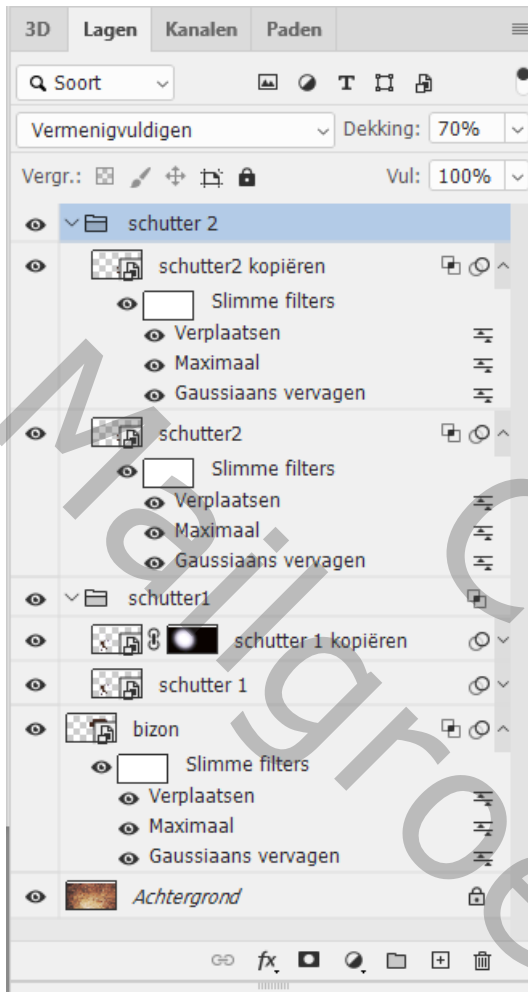 3D Lagen Kanalen Paden
Soort
Vermenigvuldigen Dekking: 70%
Vergr.: Vul: 100%
schutter 2
schutter2 kopiëren
Slimme filters
Verplaatsen
Maximaal
Gaussiaans vervagen
schutter2
Slimme filters
Verplaatsen
Maximaal
Gaussiaans vervagen
schutter1
schutter 1 kopiëren
schutter 1
bizon
Slimme filters
Verplaatsen
Maximaal
Gaussiaans vervagen
Achtergrond
fx
Mailgroe